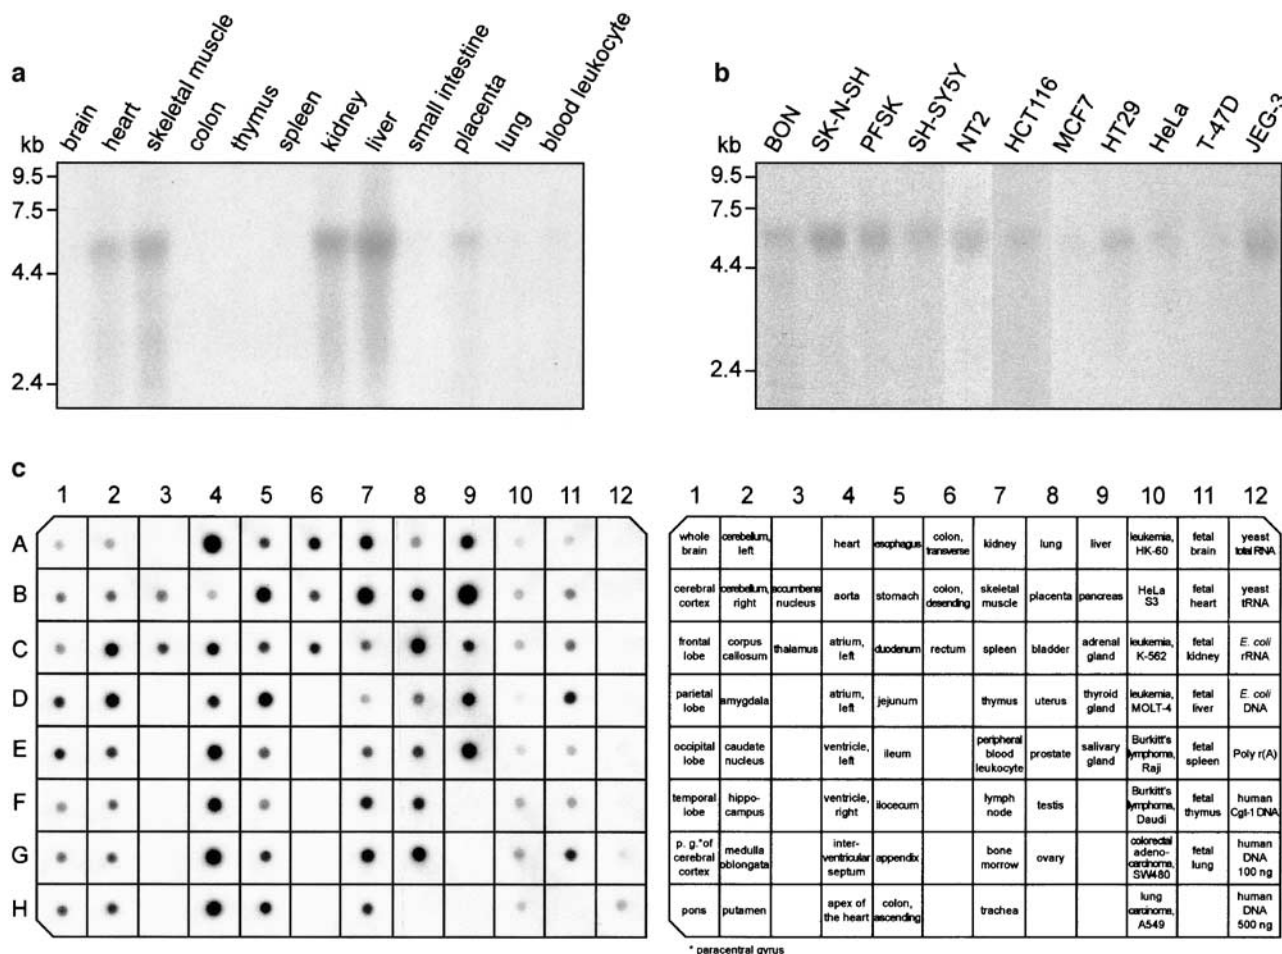 a
brain
heart
skeletal muscle
colon
thymus
spleen
kidney
liver
small intestine
placenta
lung
blood leukocyte
kb
9.5
7.5
4.4
2.4
b
BON
SK-N-SH
PFSK
SH-SY5Y
NT2
HCT116
MCF7
HT29
HeLa
T-47D
JEG-3
kb
9.5
7.5
4.4
2.4
c
1 2 3 4 5 6 7 8 9 10 11 12
A
B
C
D
E
F
G
H
1 2 3 4 5 6 7 8 9 10 11 12
whole brain
cerebellum, left
heart
esophagus
colon, transverse
kidney
lung
liver
leukemia, HK-60
fetal brain
yeast total RNA
cerebral cortex
cerebellum, right
accumbens nucleus
aorta
stomach
colon, desending
skeletal muscle
placenta
pancreas
HeLa S3
fetal heart
yeast tRNA
frontal lobe
corpus callosum
thalamus
atrium, left
duodenum
rectum
spleen
bladder
adrenal gland
leukemia, K-562
fetal kidney
E. coli rRNA
parietal lobe
amygdala
atrium, left
jejunum
thymus
uterus
thyroid gland
leukemia, MOLT-4
fetal liver
E. coli DNA
occipital lobe
caudate nucleus
ventricle, left
ileum
peripheral blood leukocyte
prostate
salivary gland
Burkitt's lymphoma, Raji
fetal spleen
Poly r(A)
temporal lobe
hippo-campus
ventricle, right
ilocecum
lymph node
testis
Burkitt's lymphoma, Daudi
fetal thymus
human Cgt-1 DNA
p. g.*of cerebral cortex
medulla oblongata
inter-ventricular septum
appendix
bone morrow
ovary
colorectal adeno-carcinoma, SW480
fetal lung
human DNA 100 ng
pons
putamen
apex of the heart
colon, ascending
trachea
lung carcinoma, A549
human DNA 500 ng
* paracentral gyrus